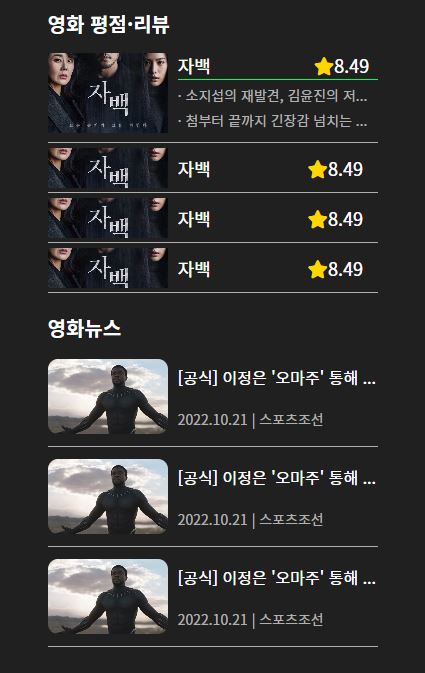 영화 평점·리뷰
자백
자백
8.49
· 소지섭의 재발견, 김윤진의 저...
· 첨부터 끝까지 긴장감 넘치는 ...
자백
자백
8.49
자백
자백
8.49
자백
자백
8.49
영화뉴스
[공식] 이정은 '오마주' 통해 ...
2022.10.21 | 스포츠조선
[공식] 이정은 '오마주' 통해 ...
2022.10.21 | 스포츠조선
[공식] 이정은 '오마주' 통해 ...
2022.10.21 | 스포츠조선